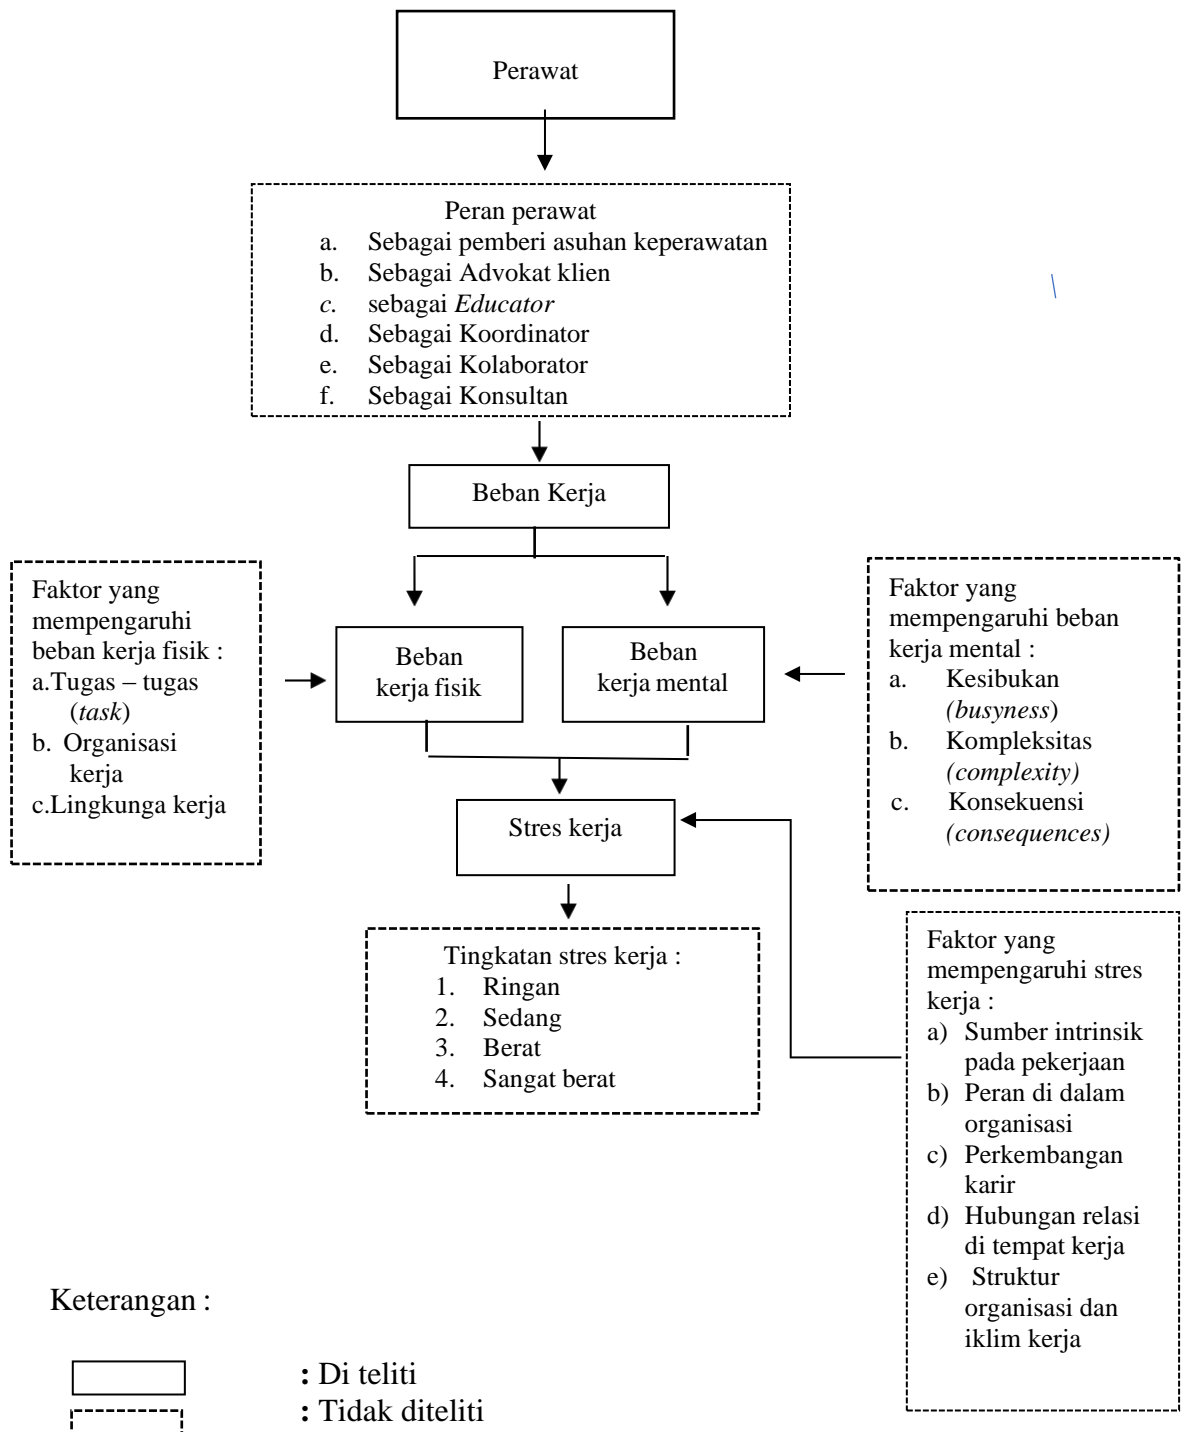 Perawat
Peran perawat
a. Sebagai pemberi asuhan keperawatan
b. Sebagai Advokat klien
c. sebagai Educator
d. Sebagai Koordinator
e. Sebagai Kolaborator
f. Sebagai Konsultan
Beban Kerja
Faktor yang
mempengaruhi
beban kerja fisik :
a.Tugas – tugas
(task)
b. Organisasi
kerja
c.Lingkunga kerja
Beban
kerja fisik
Beban
kerja mental
Faktor yang
mempengaruhi beban
kerja mental :
a. Kesibukan
(busyness)
b. Kompleksitas
(complexity)
c. Konsekuensi
(consequences)
Stres kerja
Tingkatan stres kerja :
1. Ringan
2. Sedang
3. Berat
4. Sangat berat
Faktor yang
mempengaruhi stres
kerja :
a) Sumber intrinsik
pada pekerjaan
b) Peran di dalam
organisasi
c) Perkembangan
karir
d) Hubungan relasi
di tempat kerja
e) Struktur
organisasi dan
iklim kerja
Keterangan :
: Di teliti
: Tidak diteliti